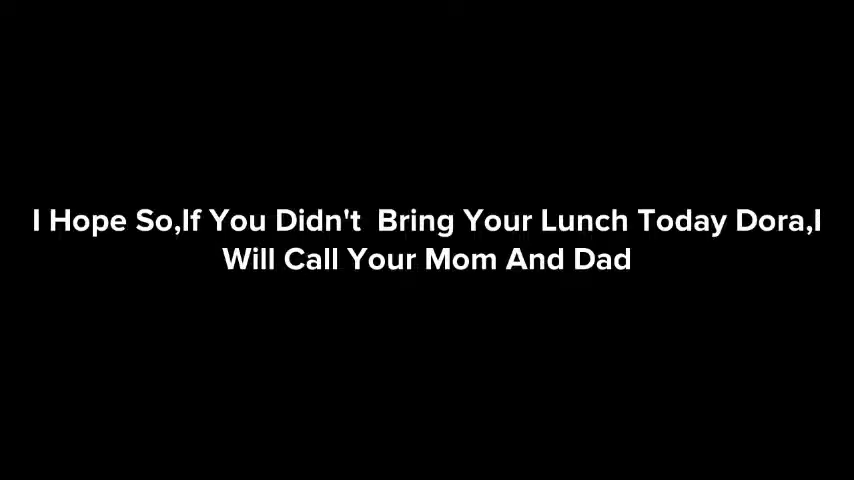 I Hope So,If You Didn't  Bring Your Lunch Today Dora,I
Will Call Your Mom And Dad